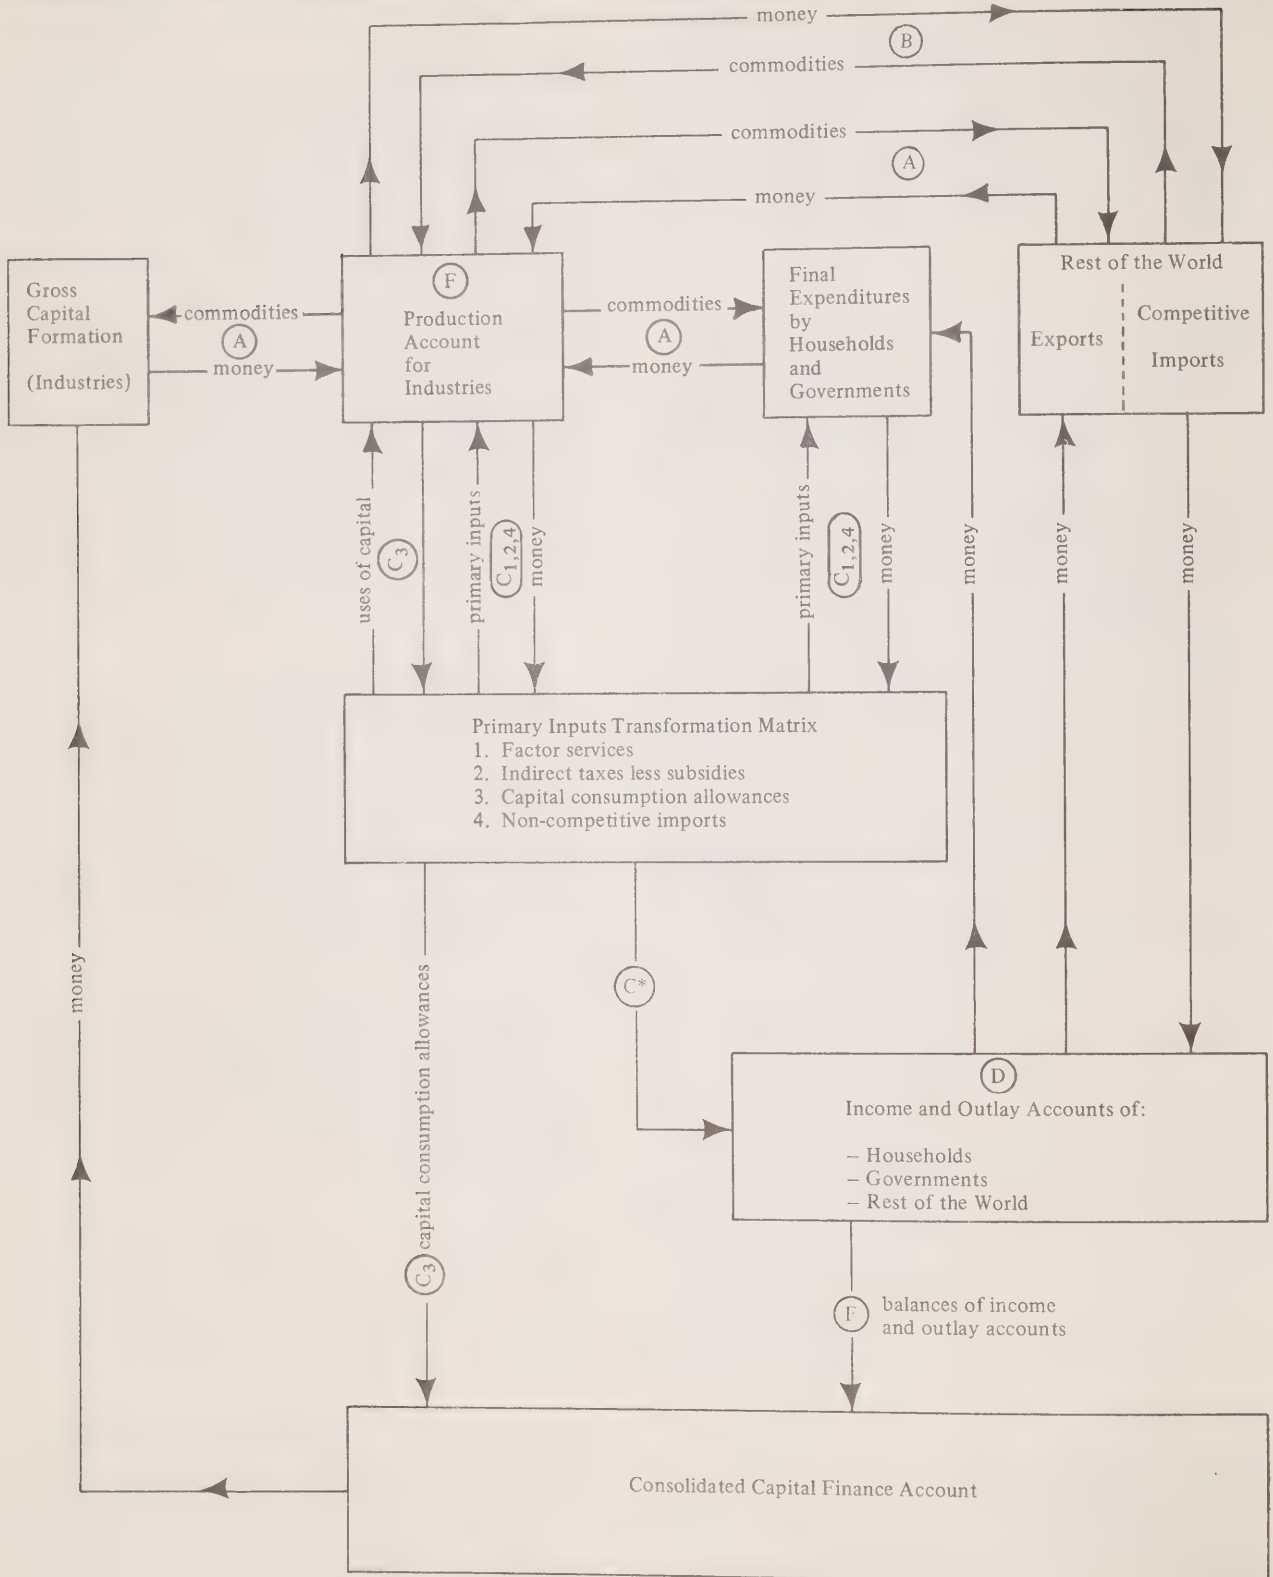 money
B
commodities
commodities
A
money
Gross
Capital
Formation
(Industries)
commodities
A
money
F
Production
Account
for
Industries
commodities
A
money
Final
Expenditures
by
Households
and
Governments
Rest of the World
Exports
Competitive
Imports
uses of capital
C3
primary inputs
C1,2,4
money
primary inputs
C1,2,4
money
money
money
money
Primary Inputs Transformation Matrix
1. Factor services
2. Indirect taxes less subsidies
3. Capital consumption allowances
4. Non-competitive imports
money
C3 capital consumption allowances
C*
D
Income and Outlay Accounts of:
– Households
– Governments
– Rest of the World
F
balances of income
and outlay accounts
Consolidated Capital Finance Account